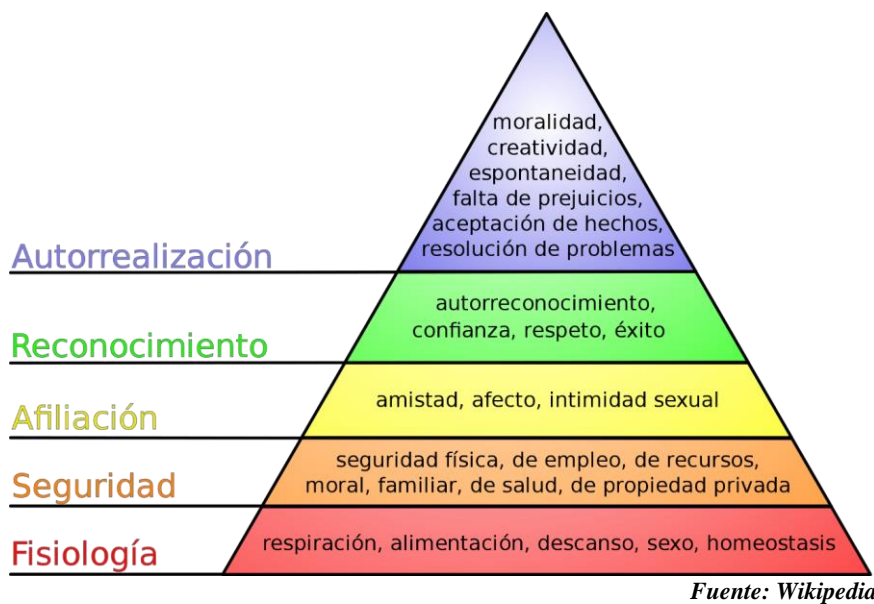 moralidad,
creatividad,
espontaneidad,
falta de prejuicios,
aceptación de hechos,
resolución de problemas
Autorrealización
autorreconocimiento,
confianza, respeto, éxito
Reconocimiento
amistad, afecto, intimidad sexual
Afiliación
seguridad física, de empleo, de recursos,
moral, familiar, de salud, de propiedad privada
Seguridad
respiración, alimentación, descanso, sexo, homeostasis
Fisiología
Fuente: Wikipedia